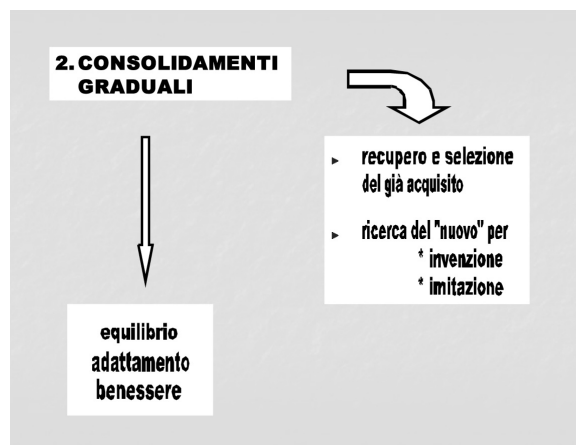 2. CONSOLIDAMENTI
GRADUALI
► recupero e selezione
del già acquisito
► ricerca del "nuovo" per
* invenzione
* imitazione
equilibrio
adattamento
benessere